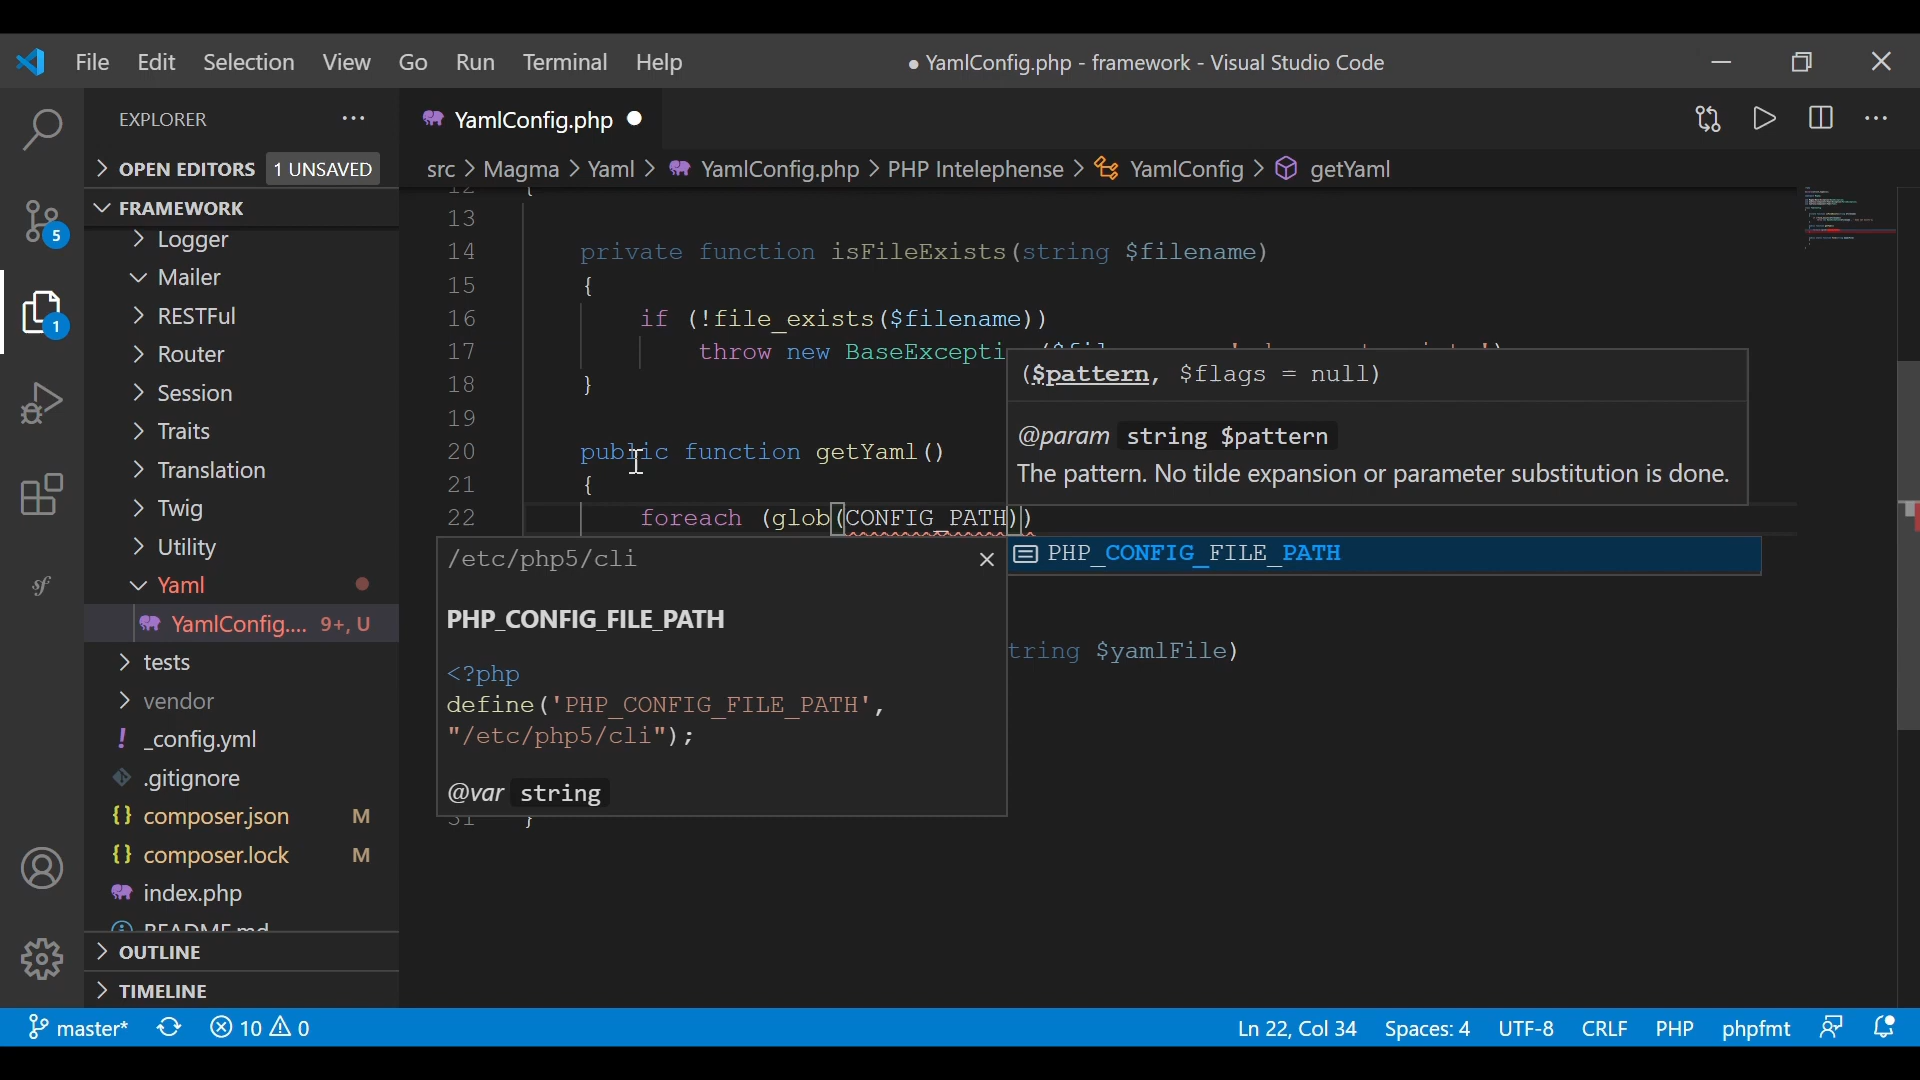 File Edit Selection View Go Run Terminal Help
● YamlConfig.php - framework - Visual Studio Code
EXPLORER ...
OPEN EDITORS 1 UNSAVED
FRAMEWORK
Logger
Mailer
RESTFul
Router
Session
Traits
Translation
Twig
Utility
Yaml
YamlConfig.... 9+, U
tests
vendor
! _config.yml
.gitignore
{} composer.json M
{} composer.lock M
index.php
README.md
OUTLINE
TIMELINE
5
1
sf
YamlConfig.php ●
src > Magma > Yaml > YamlConfig.php > PHP Intelephense > YamlConfig > getYaml
12 {
13
14 private function isFileExists(string $filename)
15 {
16 if (!file_exists($filename))
17 throw new BaseExcepti
18 }
19
20 public function getYaml()
21 {
22 foreach (glob(CONFIG_PATH))
($pattern, $flags = null)
@param string $pattern
The pattern. No tilde expansion or parameter substitution is done.
PHP_CONFIG_FILE_PATH
/etc/php5/cli
PHP_CONFIG_FILE_PATH
<?php
define('PHP_CONFIG_FILE_PATH',
"/etc/php5/cli");
@var string
tring $yamlFile)
31 }
master* 10 0
Ln 22, Col 34 Spaces: 4 UTF-8 CRLF PHP phpfmt